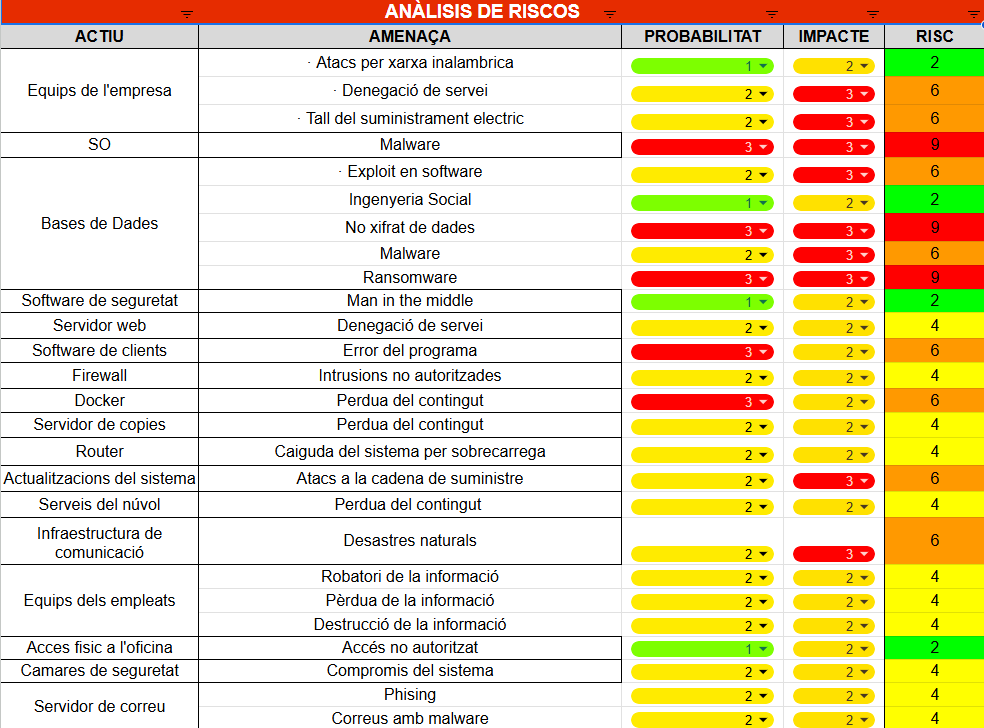 ANÀLISIS DE RISCOS
ACTIU AMENAÇA PROBABILITAT IMPACTE RISC
Equips de l'empresa
· Atacs per xarxa inalambrica 1 2 2
· Denegació de servei 2 3 6
· Tall del suministrament electric 2 3 6
SO Malware 3 3 9
Bases de Dades
· Exploit en software 2 3 6
Ingenyeria Social 1 2 2
No xifrat de dades 3 3 9
Malware 2 3 6
Ransomware 3 3 9
Software de seguretat Man in the middle 1 2 2
Servidor web Denegació de servei 2 2 4
Software de clients Error del programa 3 2 6
Firewall Intrusions no autoritzades 2 2 4
Docker Perdua del contingut 3 2 6
Servidor de copies Perdua del contingut 2 2 4
Router Caiguda del sistema per sobrecarrega 2 2 4
Actualitzacions del sistema Atacs a la cadena de suministre 2 3 6
Serveis del núvol Perdua del contingut 2 2 4
Infraestructura de
comunicació
Desastres naturals 2 3 6
Equips dels empleats
Robatori de la informació 2 2 4
Pèrdua de la informació 2 2 4
Destrucció de la informació 2 2 4
Acces fisic a l'oficina Accés no autoritzat 1 2 2
Camares de seguretat Compromis del sistema 2 2 4
Servidor de correu
Phising 2 2 4
Correus amb malware 2 2 4